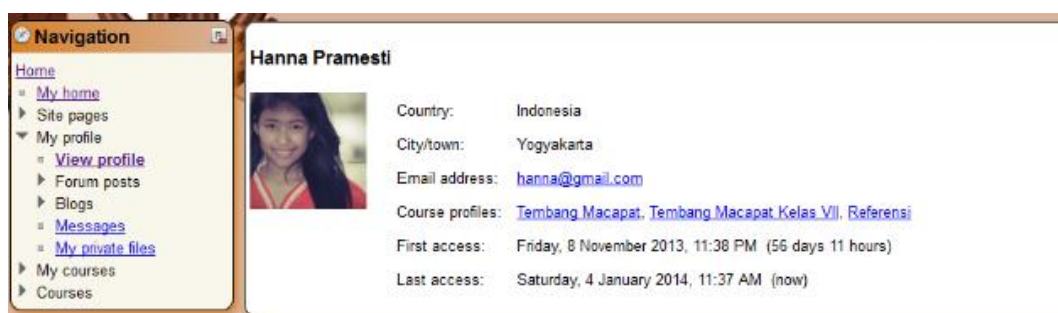 Navigation
Home
My home
Site pages
My profile
View profile
Forum posts
Blogs
Messages
My private files
My courses
Courses
Hanna Pramesti
Country: Indonesia
City/town: Yogyakarta
Email address: hanna@gmail.com
Course profiles: Tembang Macapat, Tembang Macapat Kelas VII, Referensi
First access: Friday, 8 November 2013, 11:38 PM (56 days 11 hours)
Last access: Saturday, 4 January 2014, 11:37 AM (now)